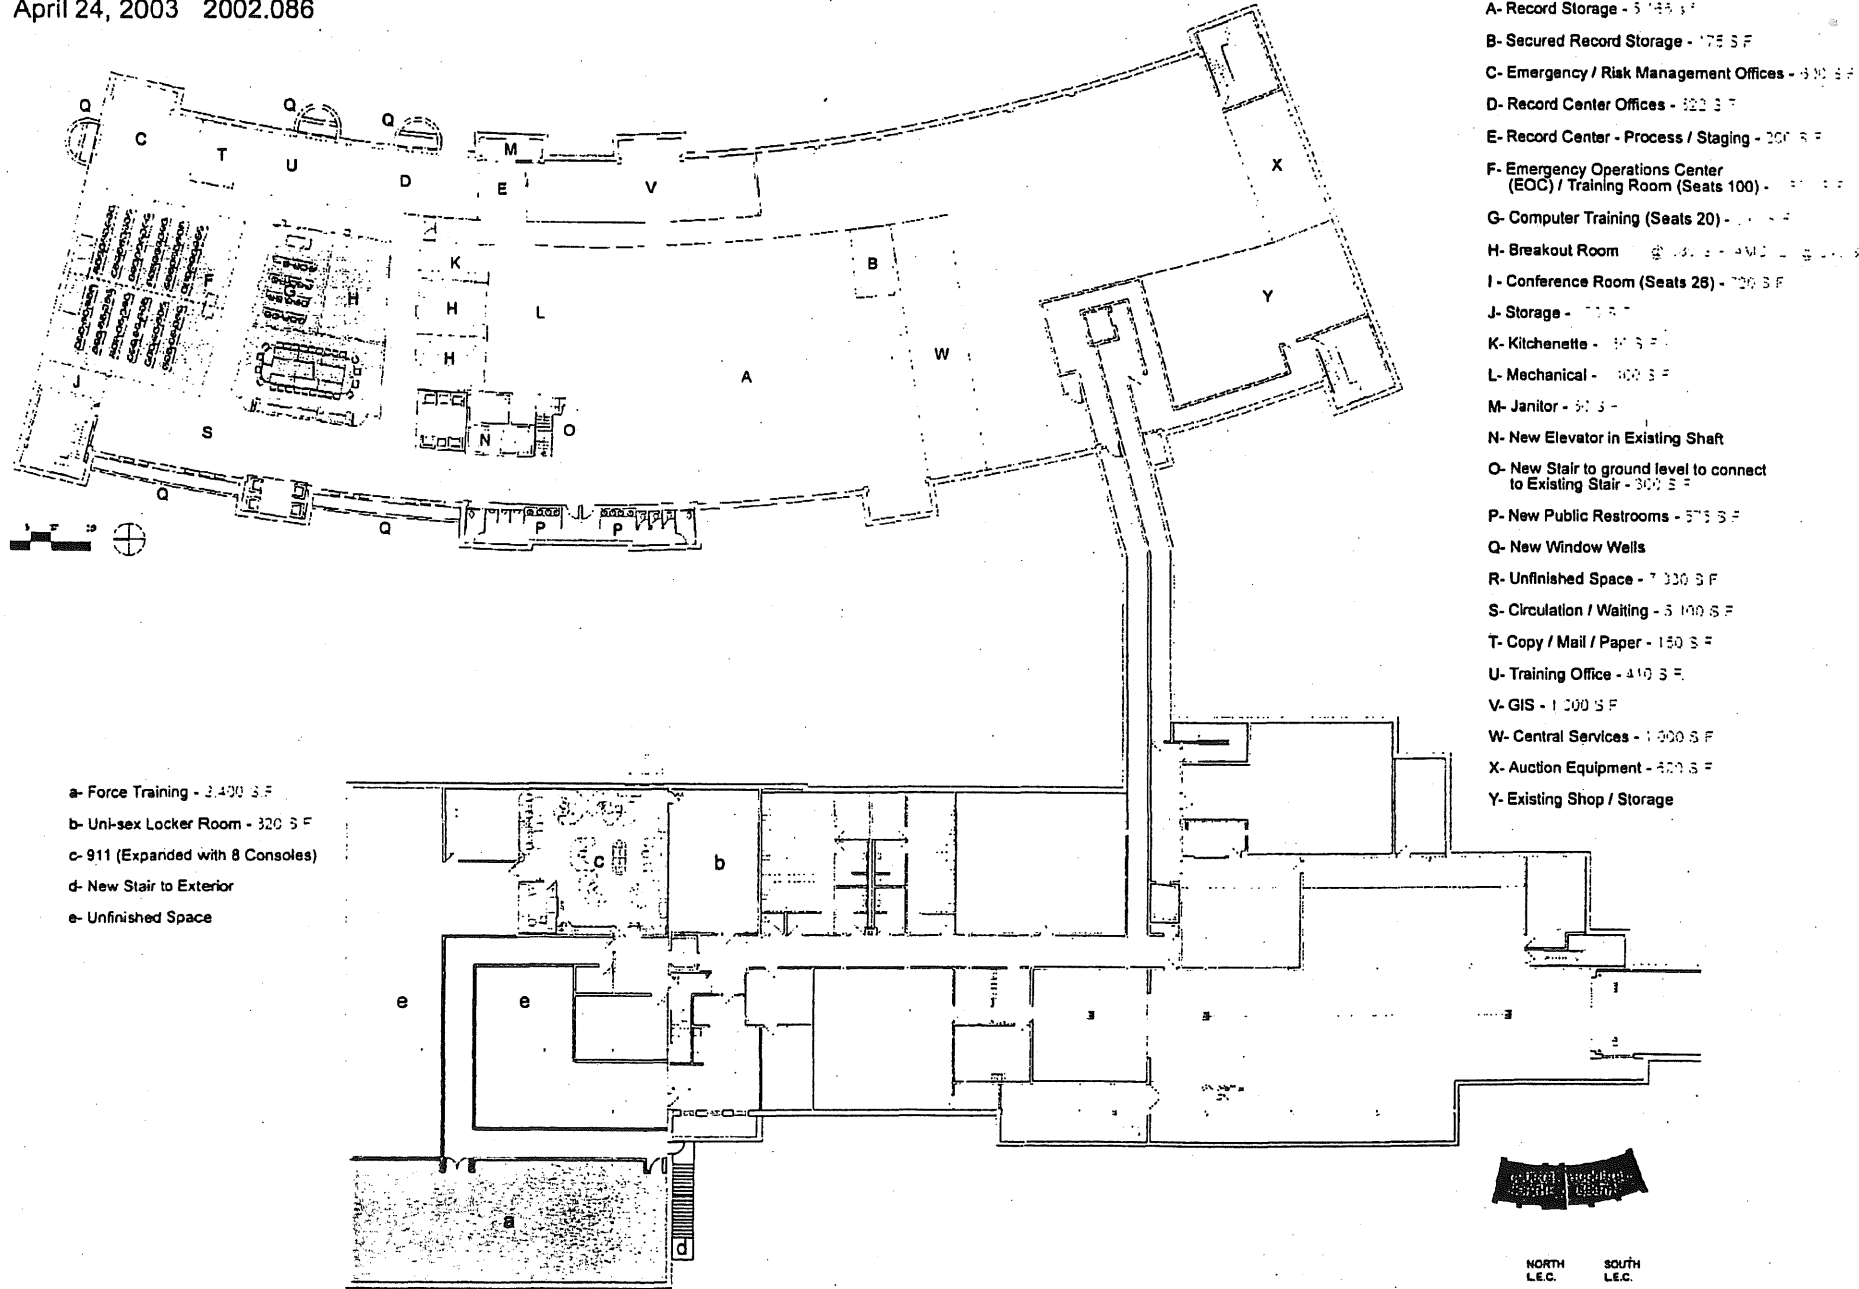 April 24, 2003 2002.086
A- Record Storage -
B- Secured Record Storage - 175 S F
C- Emergency / Risk Management Offices -
D- Record Center Offices -
E- Record Center - Process / Staging -
F- Emergency Operations Center
(EOC) / Training Room (Seats 100) -
G- Computer Training (Seats 20) -
H- Breakout Room
I - Conference Room (Seats 26) -
J- Storage -
K- Kitchenette -
L- Mechanical -
M- Janitor -
N- New Elevator in Existing Shaft
O- New Stair to ground level to connect
to Existing Stair - 300 S F
P- New Public Restrooms -
Q- New Window Wells
R- Unfinished Space -
S- Circulation / Waiting -
T- Copy / Mail / Paper - 150 S F
U- Training Office - 410 S F.
V- GIS -
W- Central Services -
X- Auction Equipment -
Y- Existing Shop / Storage
Q
Q
Q
C
T
U
D
M
E
V
X
F
G
H
K
B
H
L
Y
H
W
J
A
S
N
O
Q
Q
P
P
a- Force Training -
b- Uni-sex Locker Room - 320 S F
c- 911 (Expanded with 8 Consoles)
d- New Stair to Exterior
e- Unfinished Space
c
b
e
e
a
d
NORTH
L.E.C.
SOUTH
L.E.C.